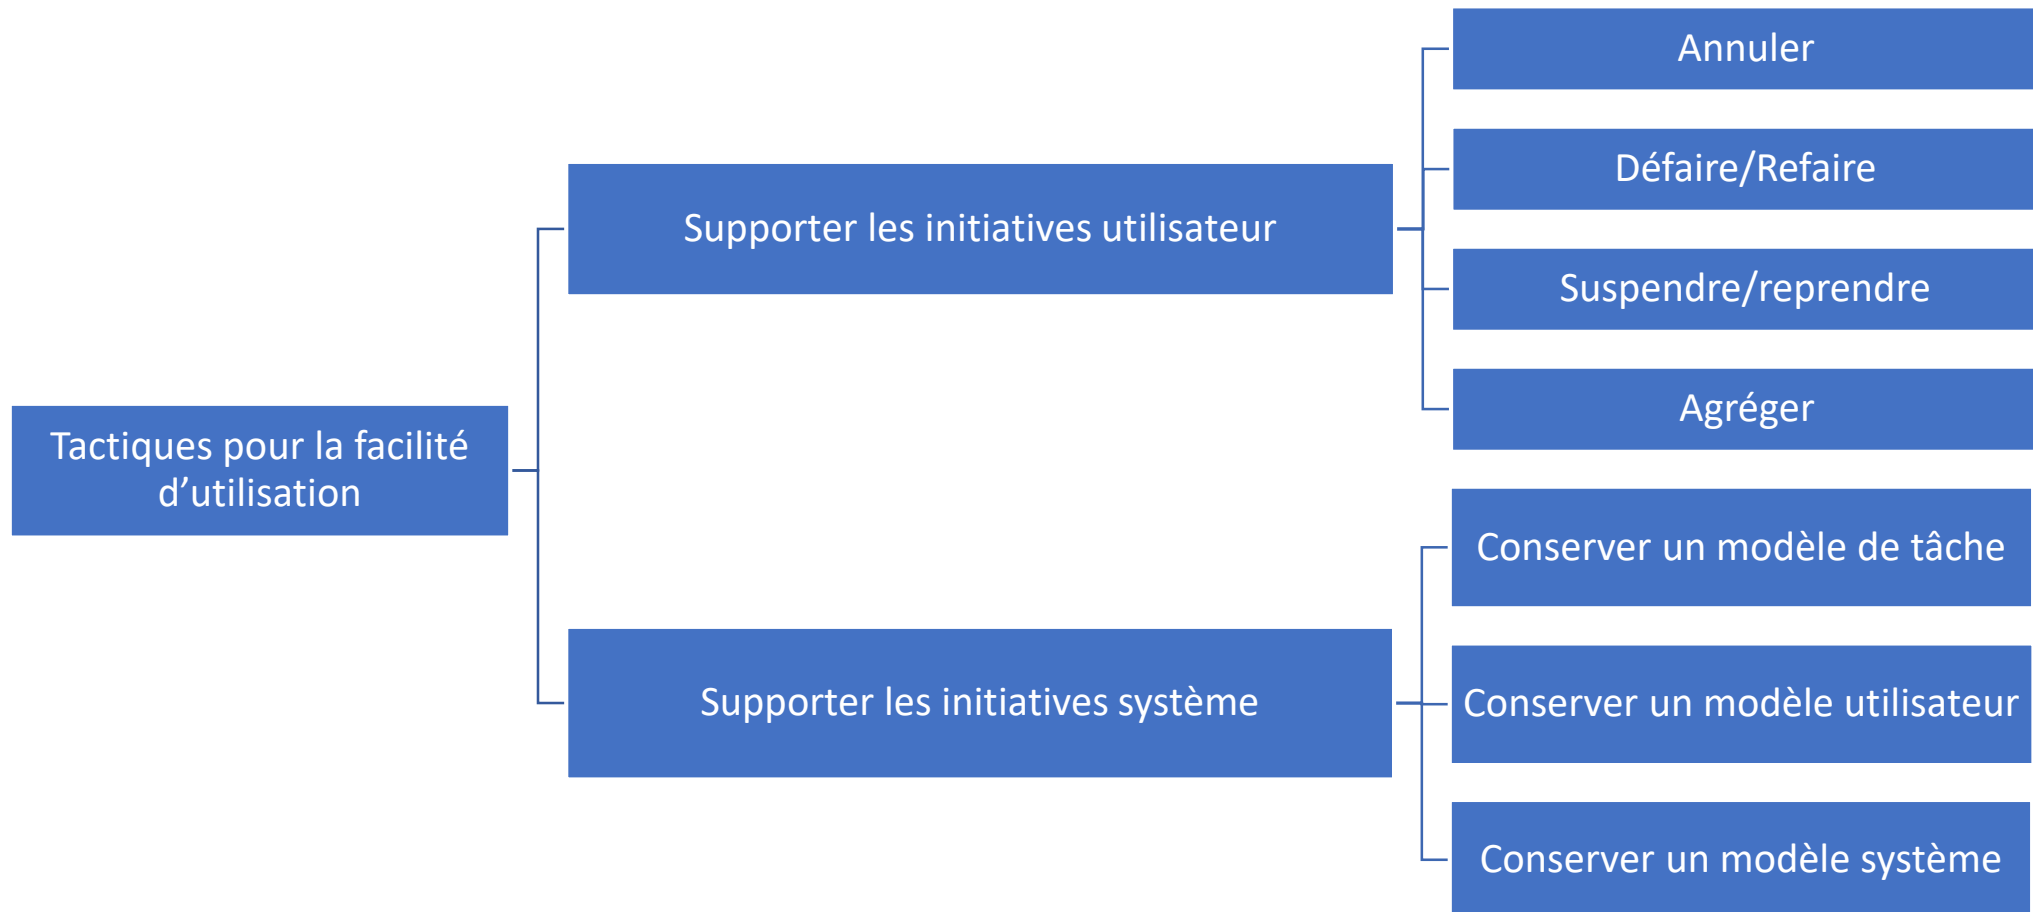 Tactiques pour la facilité
d’utilisation
Supporter les initiatives utilisateur
Annuler
Défaire/Refaire
Suspendre/reprendre
Agréger
Supporter les initiatives système
Conserver un modèle de tâche
Conserver un modèle utilisateur
Conserver un modèle système